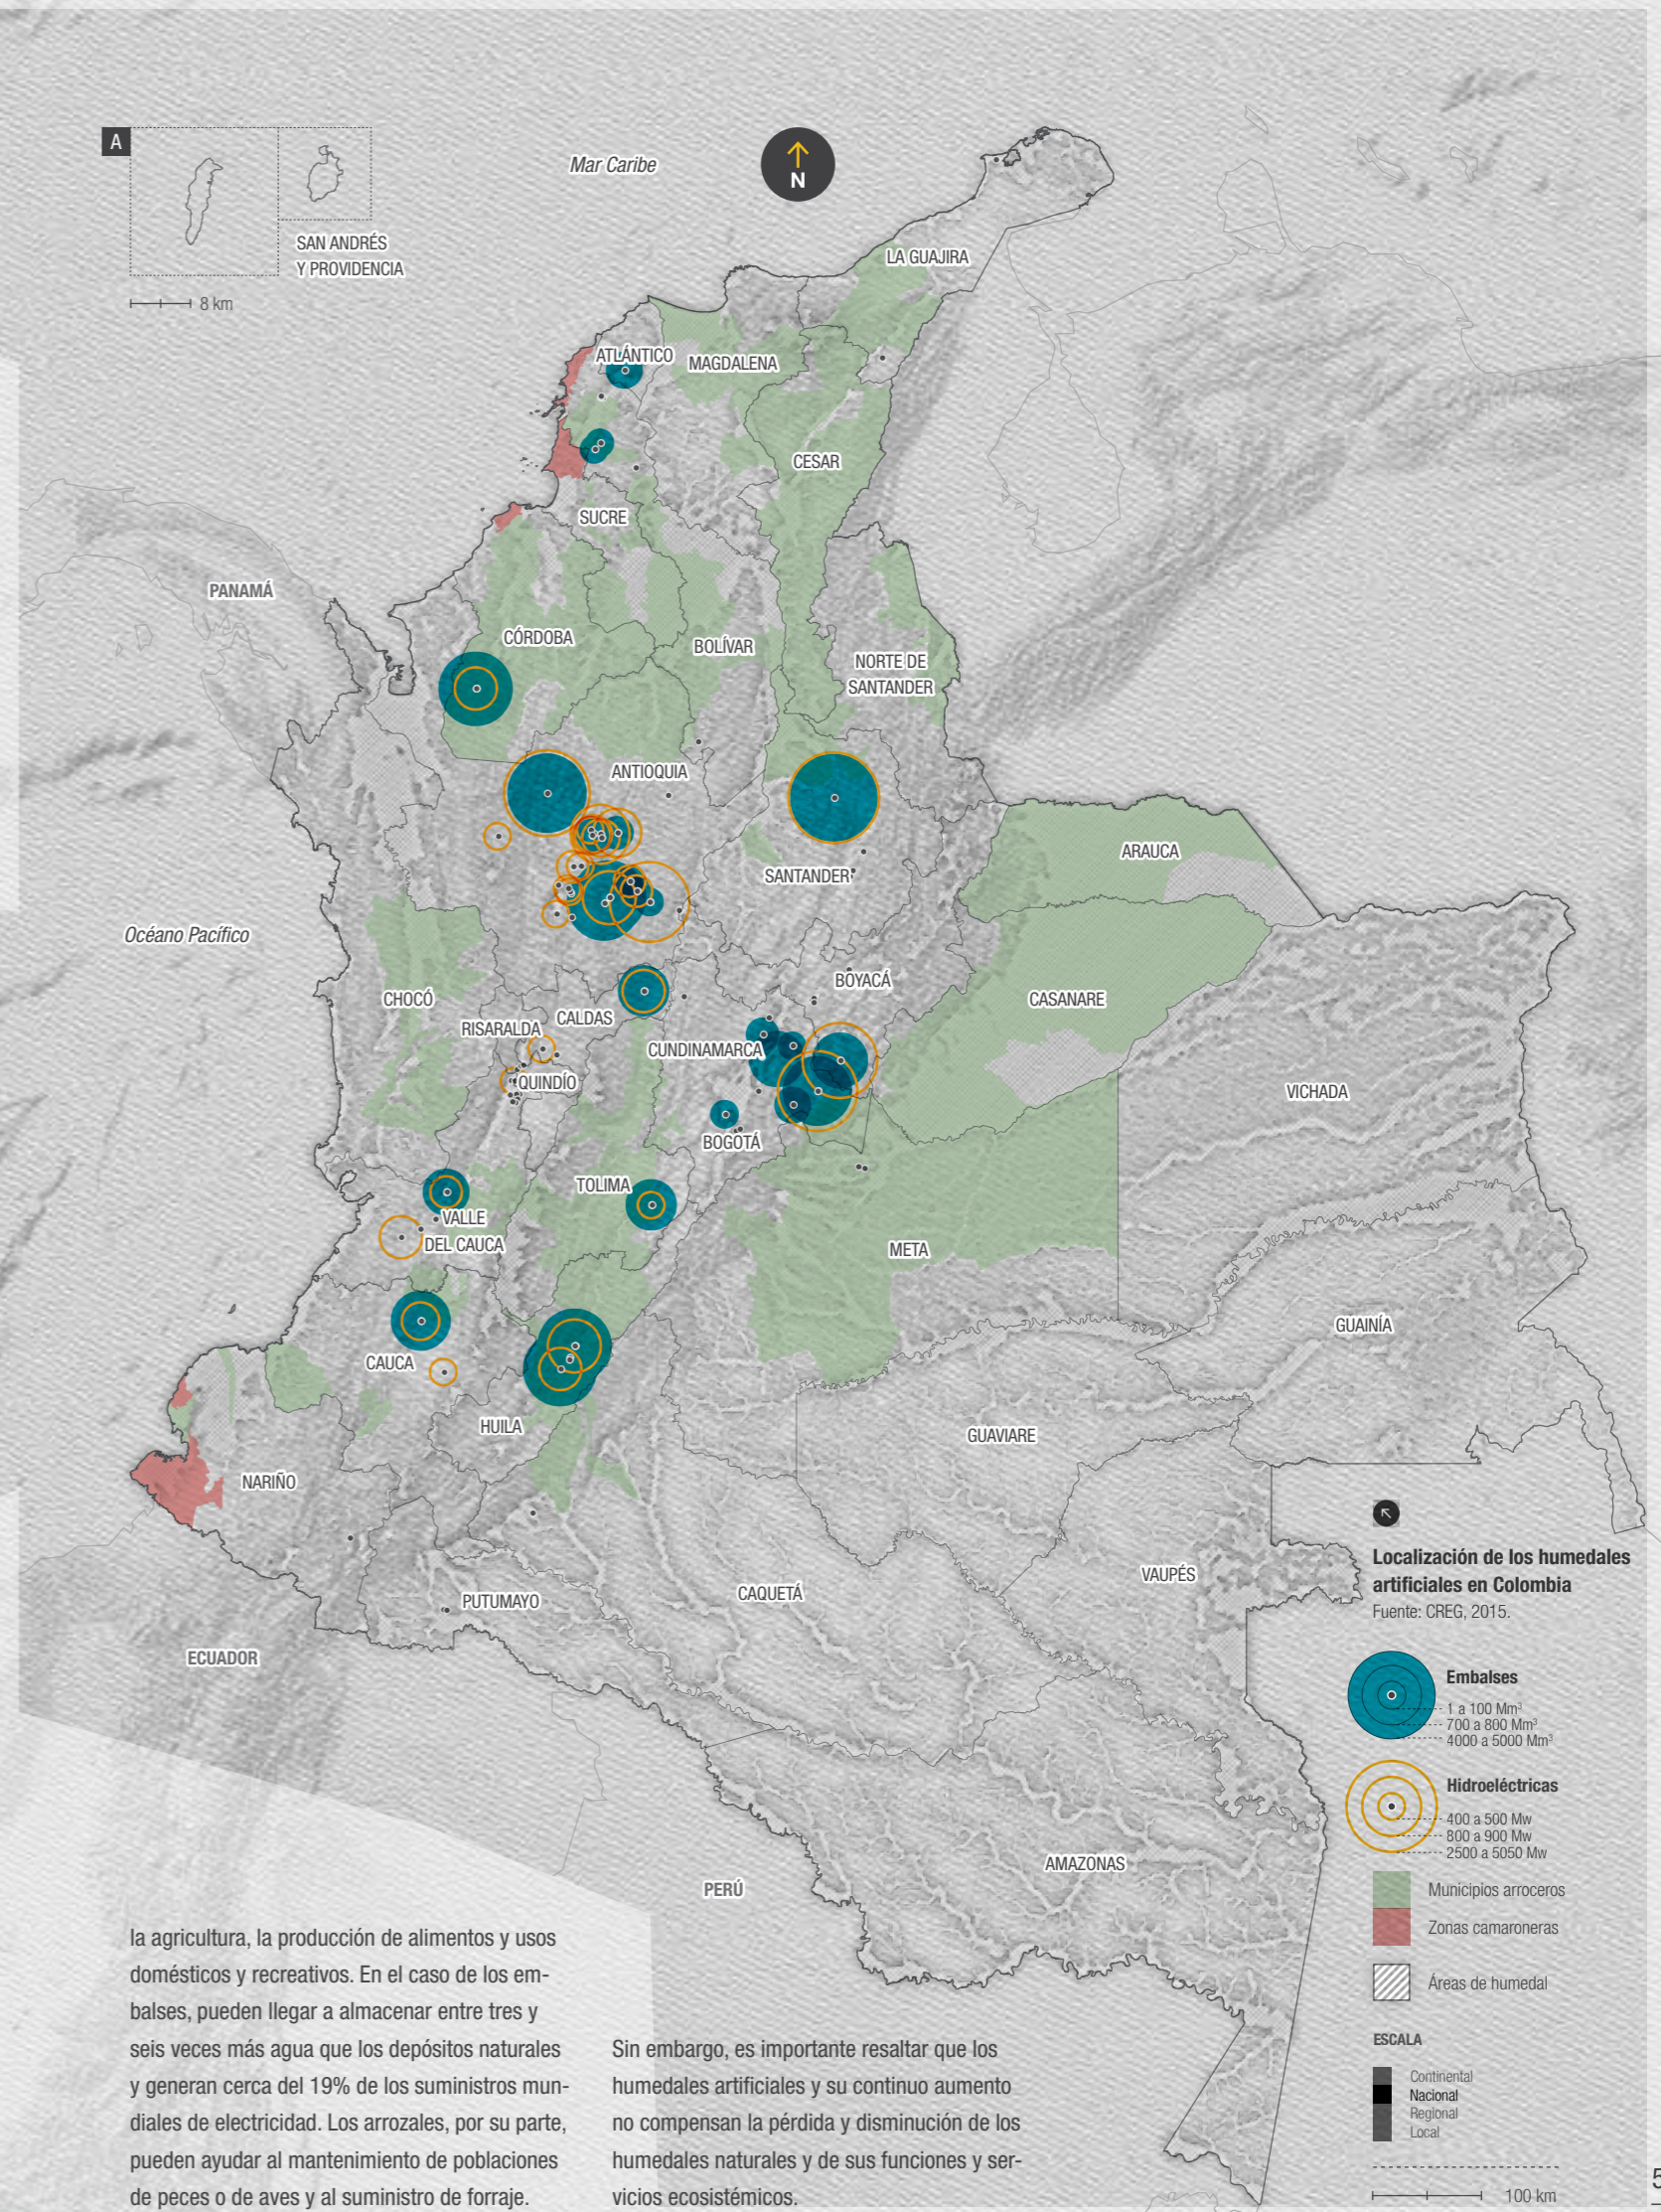 A
Mar Caribe
N
SAN ANDRÉS
Y PROVIDENCIA
8 km
LA GUAJIRA
ATLÁNTICO
MAGDALENA
CESAR
SUCRE
PANAMÁ
CÓRDOBA
BOLÍVAR
NORTE DE
SANTANDER
ANTIOQUIA
ARAUCA
SANTANDER
Océano Pacífico
BOYACÁ
CHOCÓ
CASANARE
CALDAS
RISARALDA
CUNDINAMARCA
QUINDÍO
VICHADA
BOGOTÁ
TOLIMA
VALLE
DEL CAUCA
META
GUAINÍA
CAUCA
HUILA
GUAVIARE
NARIÑO
VAUPÉS
CAQUETÁ
PUTUMAYO
ECUADOR
AMAZONAS
PERÚ
Localización de los humedales
artificiales en Colombia
Fuente: CREG, 2015.
Embalses
1 a 100 Mm³
700 a 800 Mm³
4000 a 5000 Mm³
Hidroeléctricas
400 a 500 Mw
800 a 900 Mw
2500 a 5050 Mw
Municipios arroceros
Zonas camaroneras
Áreas de humedal
ESCALA
Continental
Nacional
Regional
Local
100 km
la agricultura, la producción de alimentos y usos
domésticos y recreativos. En el caso de los em-
balses, pueden llegar a almacenar entre tres y
seis veces más agua que los depósitos naturales
y generan cerca del 19% de los suministros mun-
diales de electricidad. Los arrozales, por su parte,
pueden ayudar al mantenimiento de poblaciones
de peces o de aves y al suministro de forraje.
Sin embargo, es importante resaltar que los
humedales artificiales y su continuo aumento
no compensan la pérdida y disminución de los
humedales naturales y de sus funciones y ser-
vicios ecosistémicos.